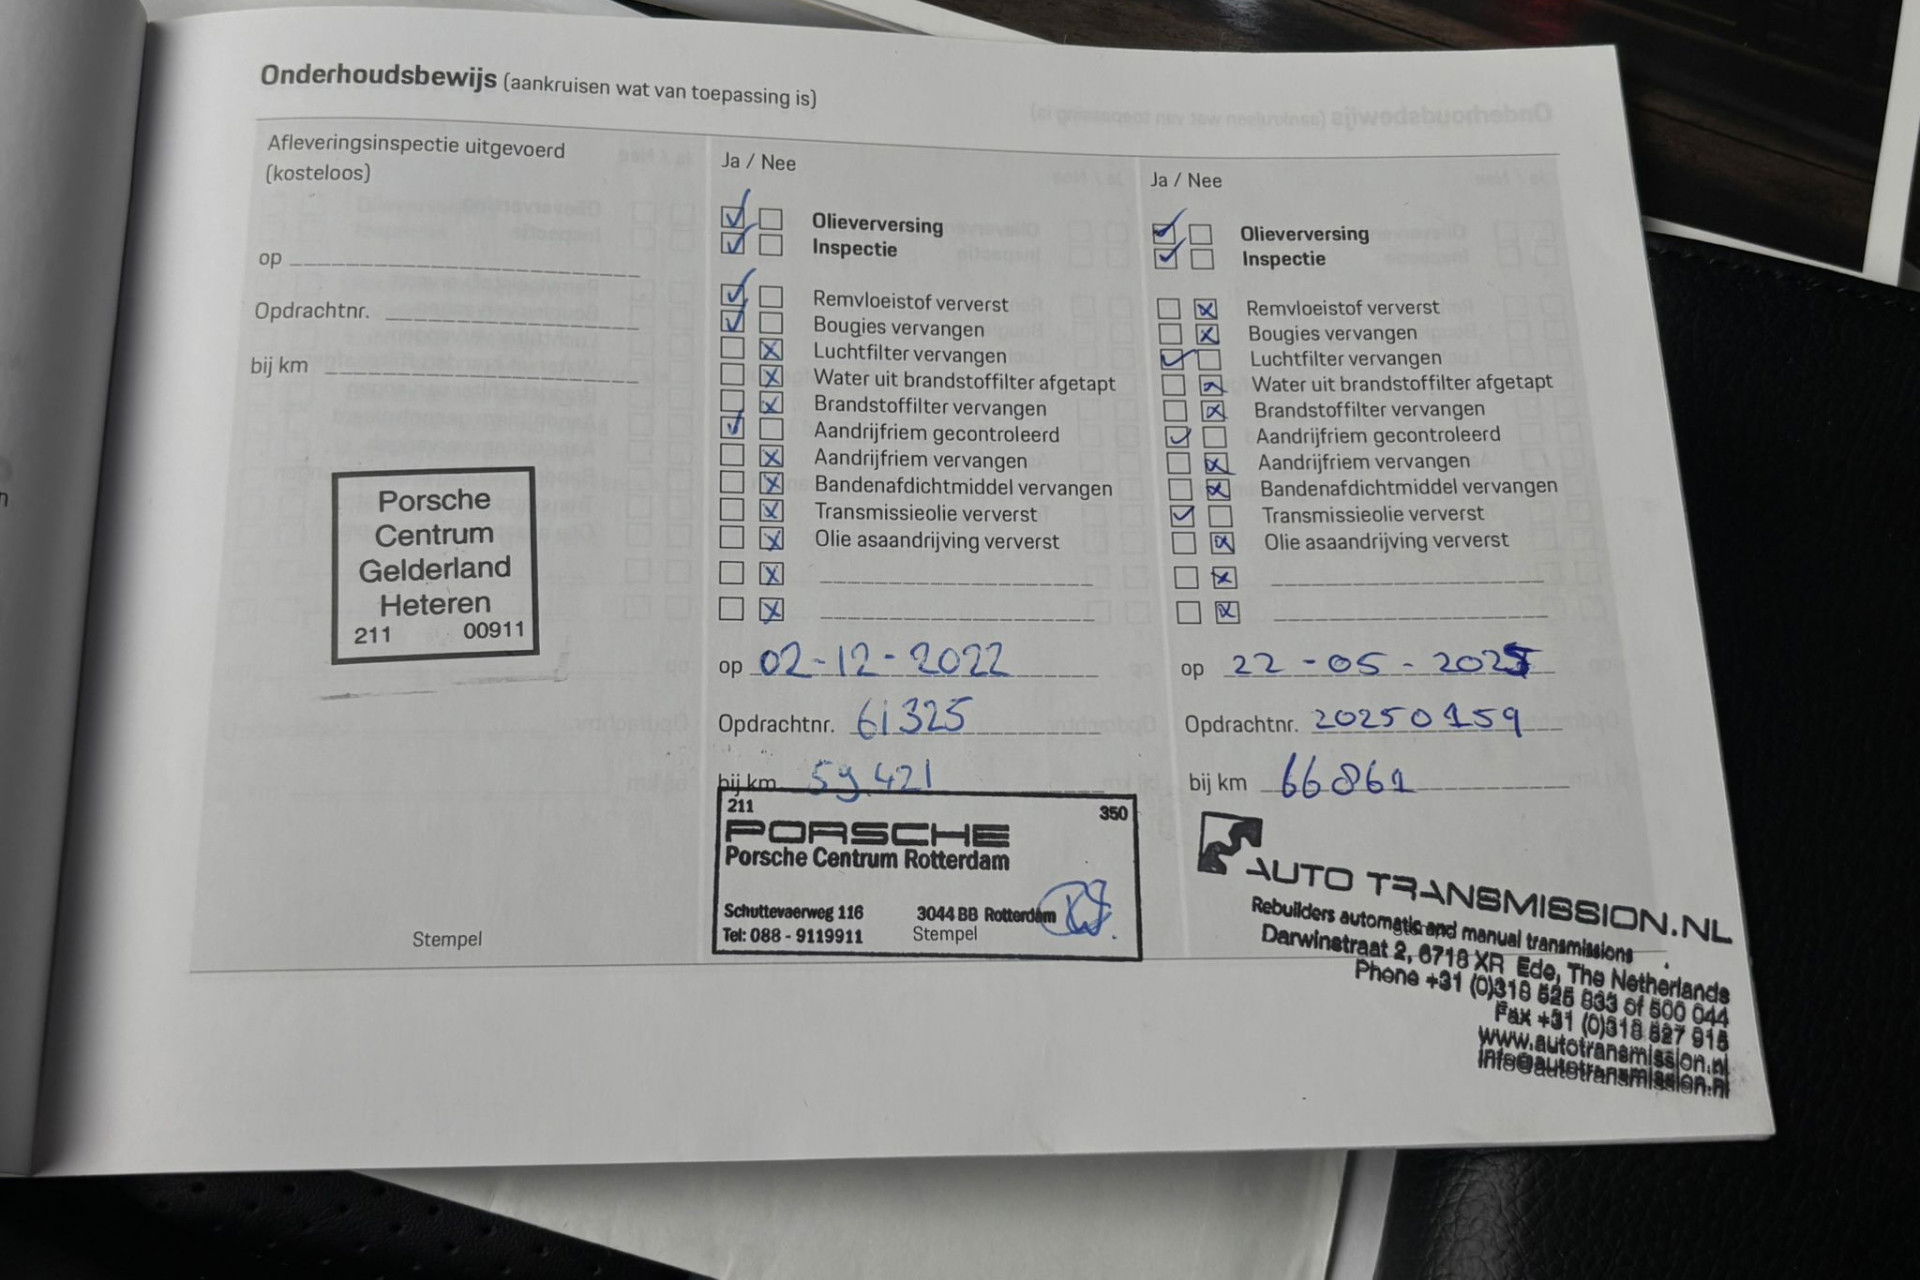 Onderhoudsbewijs (aankruisen wat van toepassing is)
Afleveringsinspectie uitgevoerd
(kosteloos)
op
Opdrachtnr.
bij km
Porsche
Centrum
Gelderland
Heteren
211 00911
Stempel
Ja / Nee
Olieverversing
Inspectie
Remvloeistof ververst
Bougies vervangen
Luchtfilter vervangen
Water uit brandstoffilter afgetapt
Brandstoffilter vervangen
Aandrijfriem gecontroleerd
Aandrijfriem vervangen
Bandenafdichtmiddel vervangen
Transmissieolie ververst
Olie asaandrijving ververst
op 02-12-2022
Opdrachtnr. 61325
bij km 59.421
211 350
PORSCHE
Porsche Centrum Rotterdam
Schuttevaerweg 116 3044 BB Rotterdam
Tel: 088 - 9119911 Stempel
Ja / Nee
Olieverversing
Inspectie
Remvloeistof ververst
Bougies vervangen
Luchtfilter vervangen
Water uit brandstoffilter afgetapt
Brandstoffilter vervangen
Aandrijfriem gecontroleerd
Aandrijfriem vervangen
Bandenafdichtmiddel vervangen
Transmissieolie ververst
Olie asaandrijving ververst
op 22-05-2025
Opdrachtnr. 20250159
bij km 66861
AUTO TRANSMISSION.NL
Rebuilders automatic and manual transmissions
Darwinstraat 2, 6718 XR Ede, The Netherlands
Phone +31 (0)318 526 833 of 500 044
Fax +31 (0)318 527 915
www.autotransmission.nl
info@autotransmission.nl